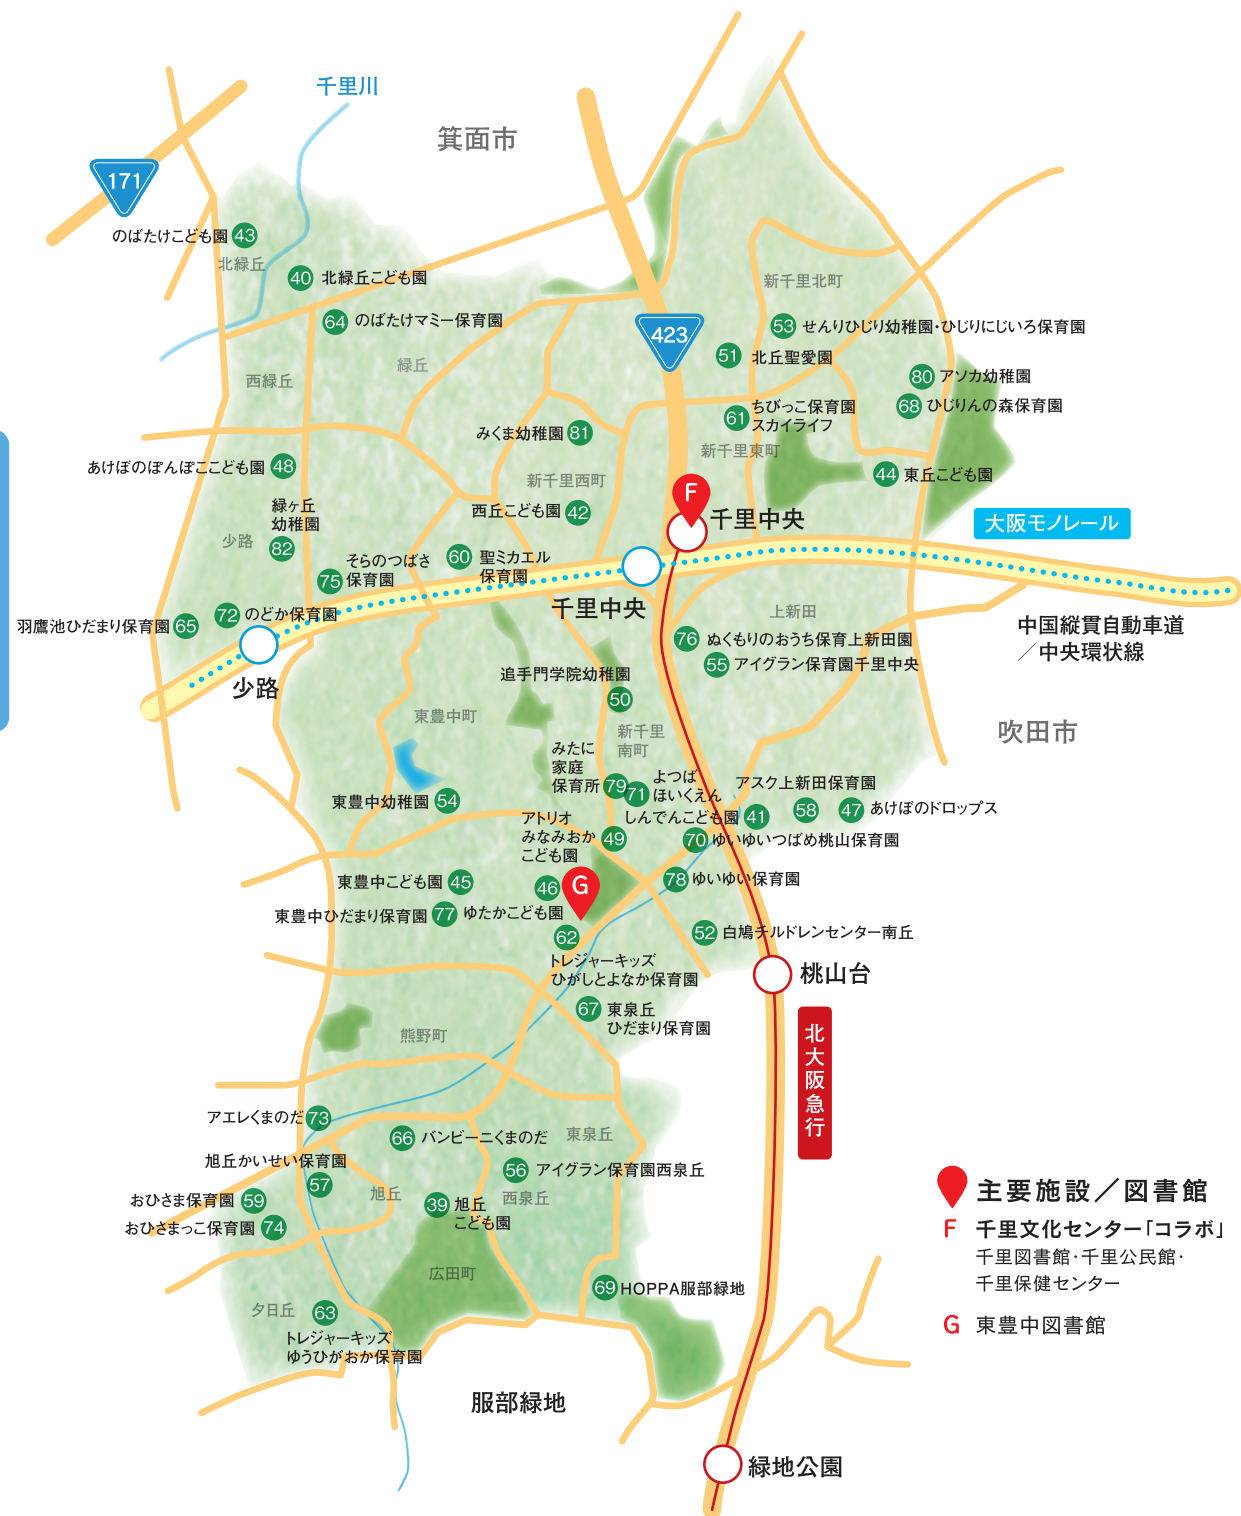 千里川
箕面市
171
のばたけこども園 43
北緑丘
40 北緑丘こども園
新千里北町
64 のばたけマミー保育園
423
53 せんりひじり幼稚園・ひじりにじいろ保育園
51 北丘聖愛園
緑丘
西緑丘
80 アソカ幼稚園
61 ちびっこ保育園
スカイライフ
68 ひじりんの森保育園
みくま幼稚園 81
新千里東町
あけぼのぽんぽここども園 48
44 東丘こども園
新千里西町
F
緑ヶ丘
幼稚園
82
西丘こども園 42
千里中央
大阪モノレール
少路
そらのつばさ
保育園
75
60 聖ミカエル
保育園
千里中央
72 のどか保育園
羽鷹池ひだまり保育園 65
上新田
中国縦貫自動車道
／中央環状線
76 ぬくもりのおうち保育上新田園
55 アイグラン保育園千里中央
少路
追手門学院幼稚園
50
東豊中町
新千里
南町
吹田市
みたに
家庭
保育所 79
71 よつば
ほいくえん
アスク上新田保育園
58
東豊中幼稚園 54
しんでんこども園 41
47 あけぼのドロップス
アトリオ
みなみおか
こども園
49
70 ゆいゆいつばめ桃山保育園
東豊中こども園 45
46
ゆたかこども園
G
78 ゆいゆい保育園
東豊中ひだまり保育園 77
62
トレジャーキッズ
ひがしとよなか保育園
52 白鳩チルドレンセンター南丘
桃山台
67 東泉丘
ひだまり保育園
熊野町
北大阪急行
アエレくまのだ 73
66 バンビーニくまのだ
東泉丘
旭丘かいせい保育園
57
56 アイグラン保育園西泉丘
おひさま保育園 59
旭丘
39 旭丘
こども園
西泉丘
おひさまっこ保育園 74
広田町
69 HOPPA服部緑地
夕日丘
63
トレジャーキッズ
ゆうひがおか保育園
服部緑地
緑地公園
主要施設／図書館
F 千里文化センター「コラボ」
千里図書館・千里公民館・
千里保健センター
G 東豊中図書館